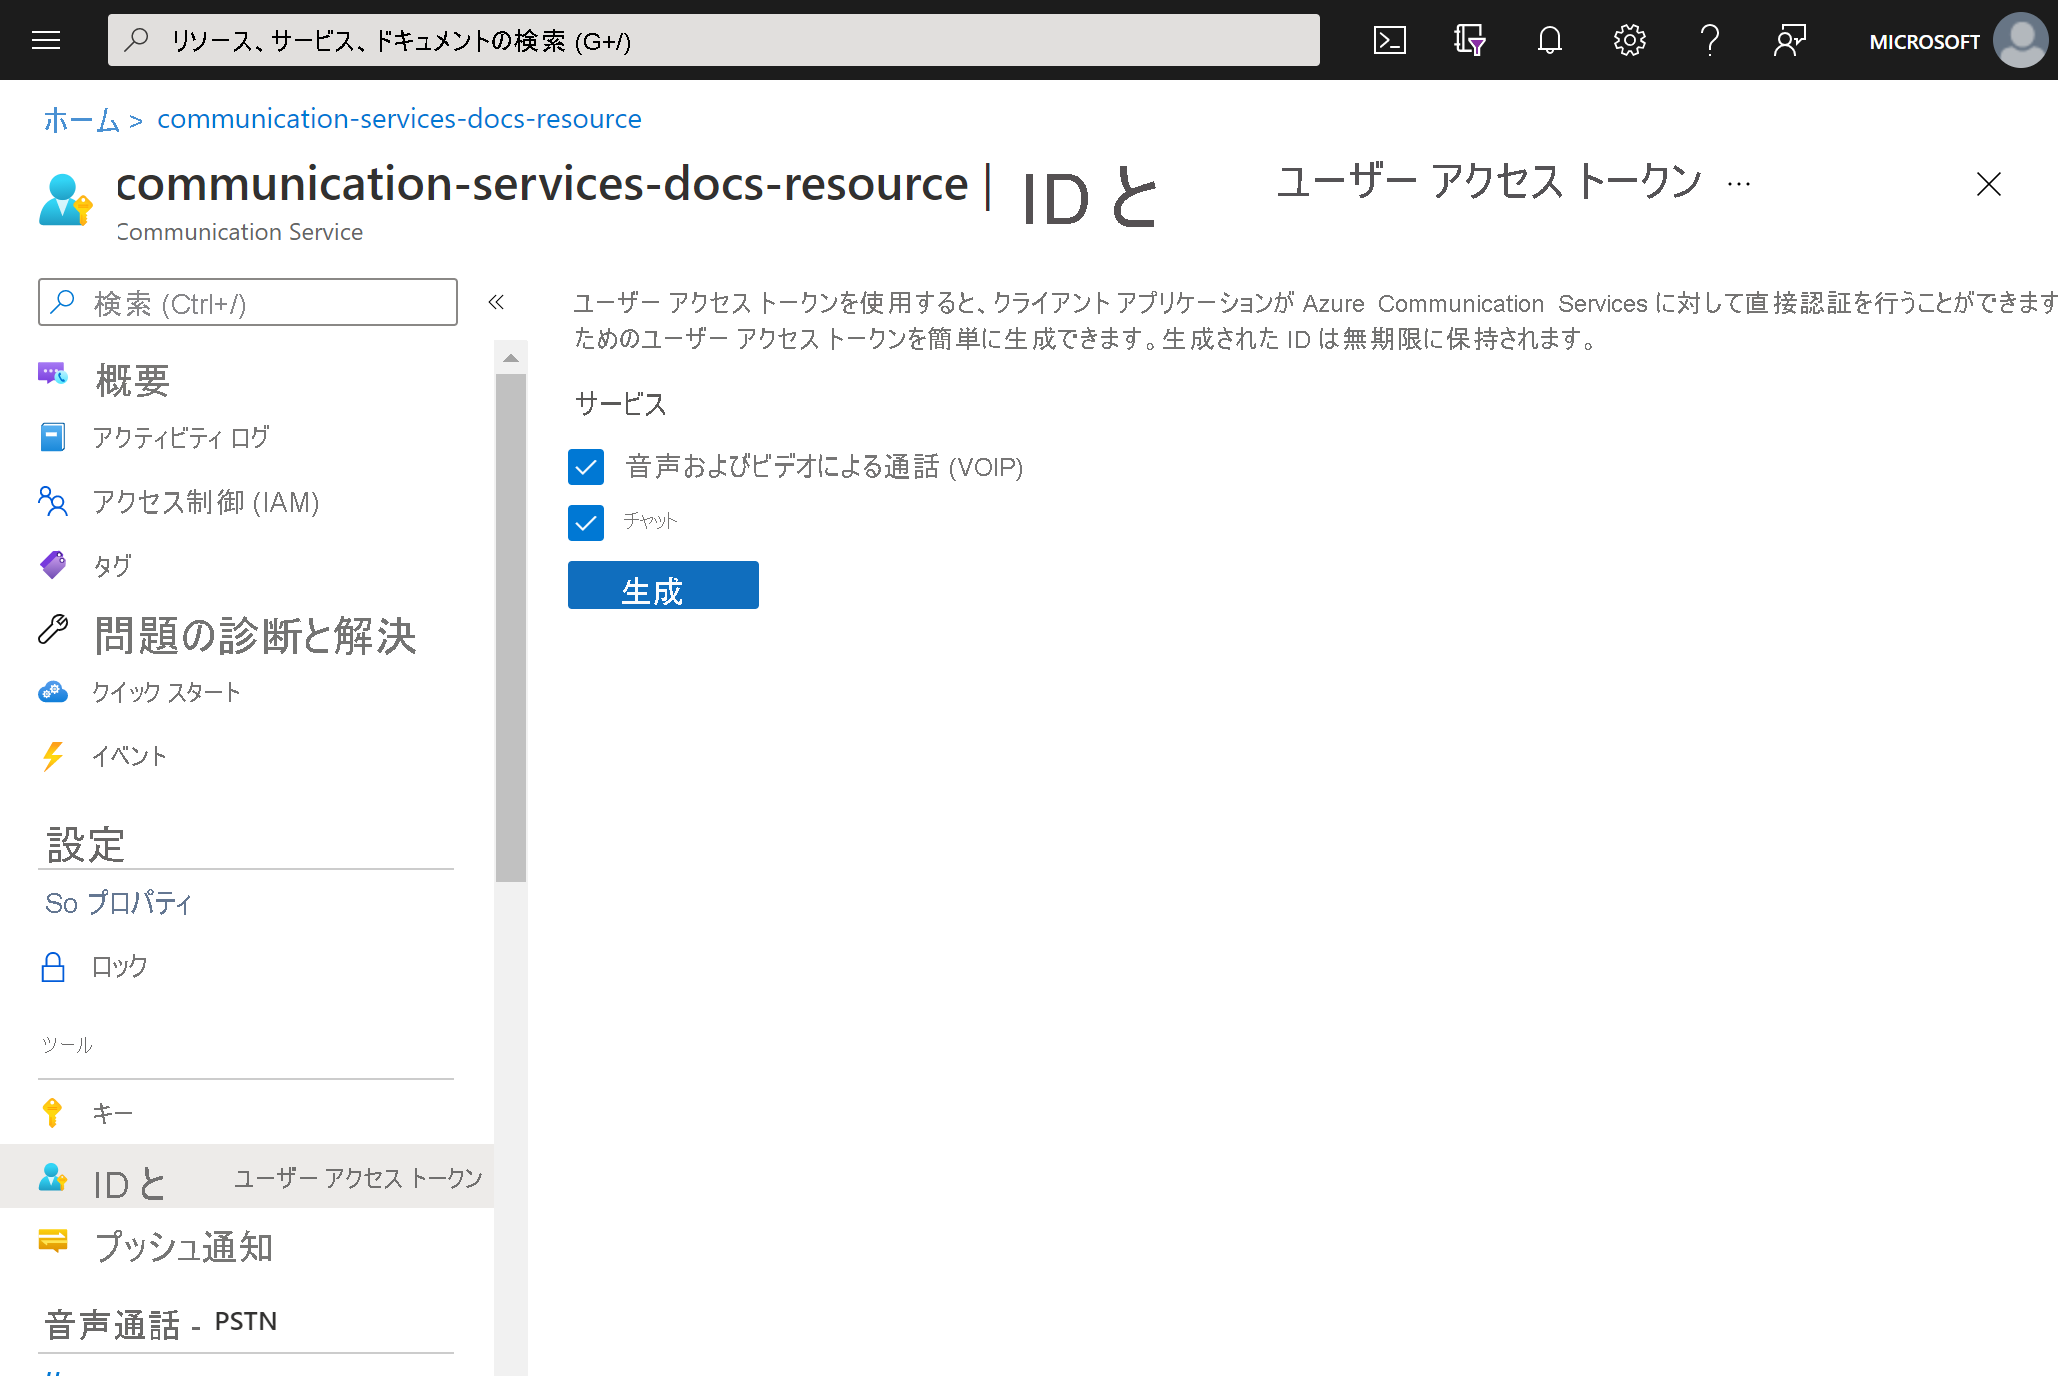 リソース、サービス、ドキュメントの検索 (G+/)
MICROSOFT
ホーム > communication-services-docs-resource
communication-services-docs-resource | ID と ユーザー アクセス トークン ...
Communication Service
検索 (Ctrl+/)
概要
アクティビティ ログ
アクセス制御 (IAM)
タグ
問題の診断と解決
クイック スタート
イベント
設定
So プロパティ
ロック
ツール
キー
ID と ユーザー アクセス トークン
プッシュ通知
音声通話 - PSTN
ユーザー アクセス トークンを使用すると、クライアント アプリケーションが Azure Communication Services に対して直接認証を行うことができます
ためのユーザー アクセス トークンを簡単に生成できます。生成された ID は無期限に保持されます。
サービス
音声およびビデオによる通話 (VOIP)
チャット
生成